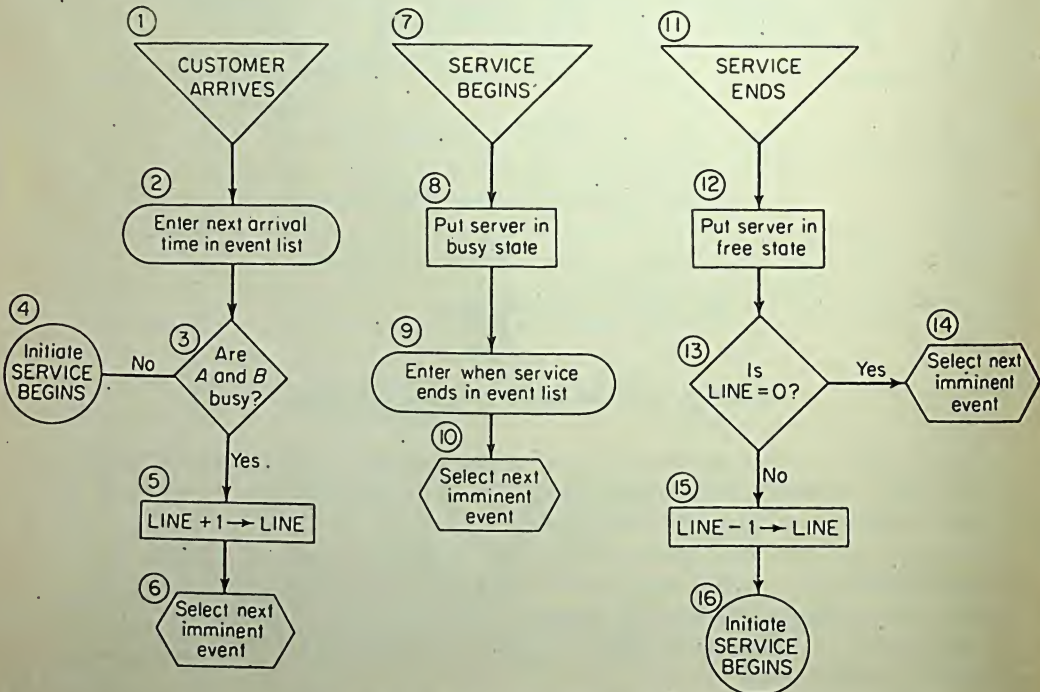 ①
CUSTOMER
ARRIVES
②
Enter next arrival
time in event list
③
Are
A and B
busy?
No
④
Initiate
SERVICE
BEGINS
Yes.
⑤
LINE + 1 → LINE
⑥
Select next
imminent
event
⑦
SERVICE
BEGINS
⑧
Put server in
busy state
⑨
Enter when service
ends in event list
⑩
Select next
imminent
event
⑪
SERVICE
ENDS
⑫
Put server in
free state
⑬
Is
LINE = 0?
Yes
⑭
Select next
imminent
event
No
⑮
LINE − 1 → LINE
⑯
Initiate
SERVICE
BEGINS